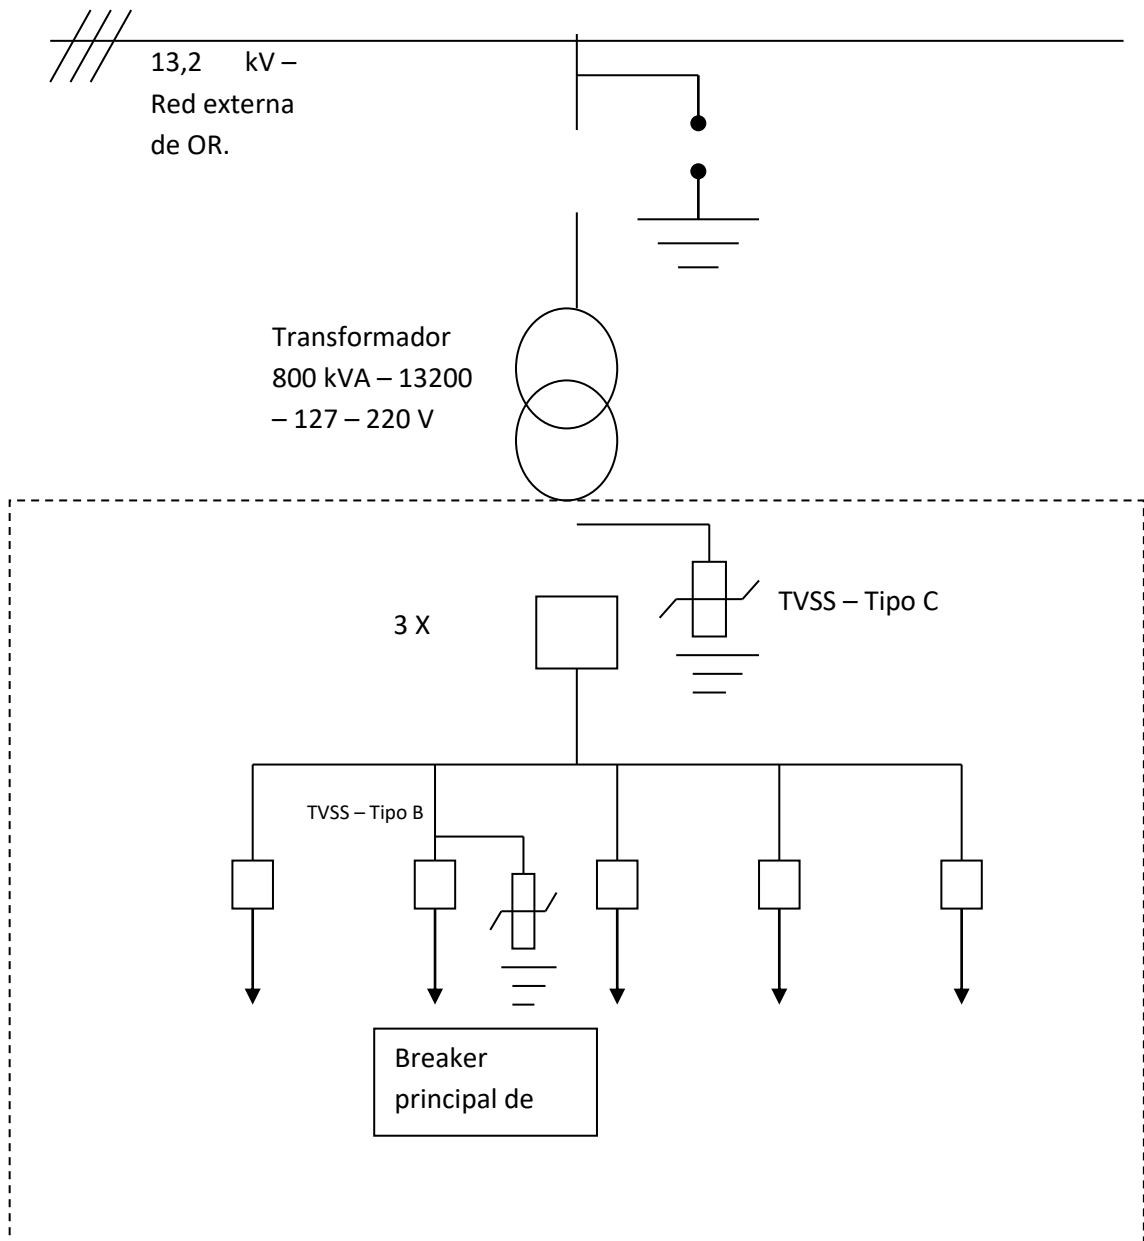 13,2 kV –
Red externa
de OR.
Transformador
800 kVA – 13200
– 127 – 220 V
TVSS – Tipo C
3 X
TVSS – Tipo B
Breaker
principal de